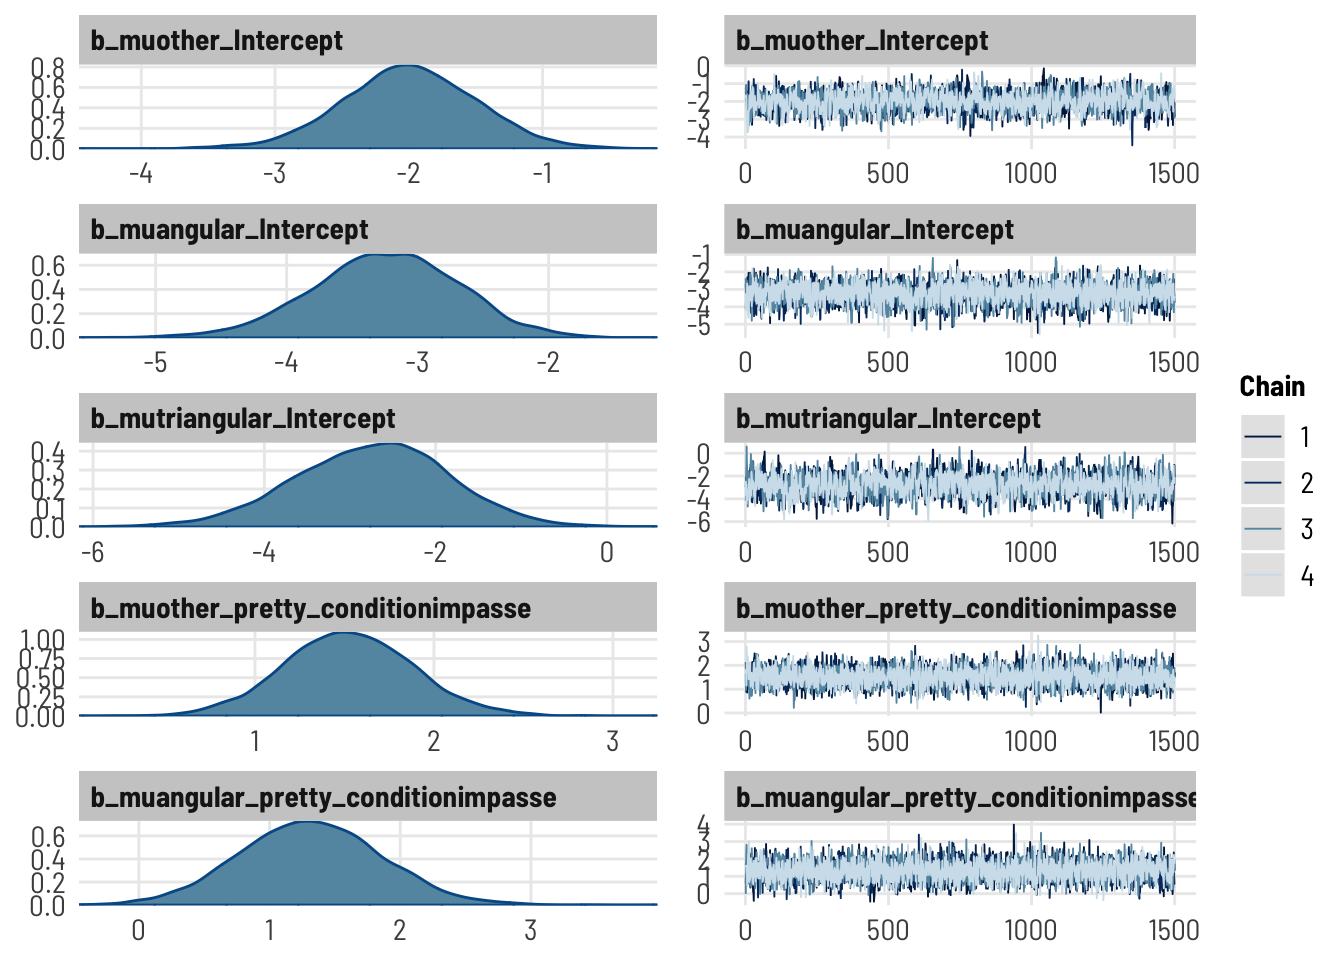 b_muother_Intercept
0.8
0.6
0.4
0.2
0.0
-4 -3 -2 -1
b_muother_Intercept
0
-1
-2
-3
-4
0 500 1000 1500
b_muangular_Intercept
0.6
0.4
0.2
0.0
-5 -4 -3 -2
b_muangular_Intercept
-1
-2
-3
-4
-5
0 500 1000 1500
b_mutriangular_Intercept
0.4
0.3
0.2
0.1
0.0
-6 -4 -2 0
b_mutriangular_Intercept
0
-2
-4
-6
0 500 1000 1500
b_muother_pretty_conditionimpasse
1.00
0.75
0.50
0.25
0.00
1 2 3
b_muother_pretty_conditionimpasse
3
2
1
0
0 500 1000 1500
b_muangular_pretty_conditionimpasse
0.6
0.4
0.2
0.0
0 1 2 3
b_muangular_pretty_conditionimpasse
4
3
2
1
0
0 500 1000 1500
Chain
1
2
3
4